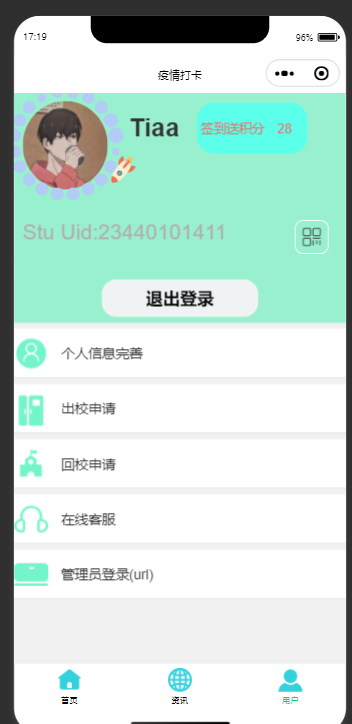 17:19
96%
疫情打卡
Tiaa
签到送积分 28
Stu Uid:23440101411
退出登录
个人信息完善
出校申请
回校申请
在线客服
管理员登录(url)
首页
资讯
用户